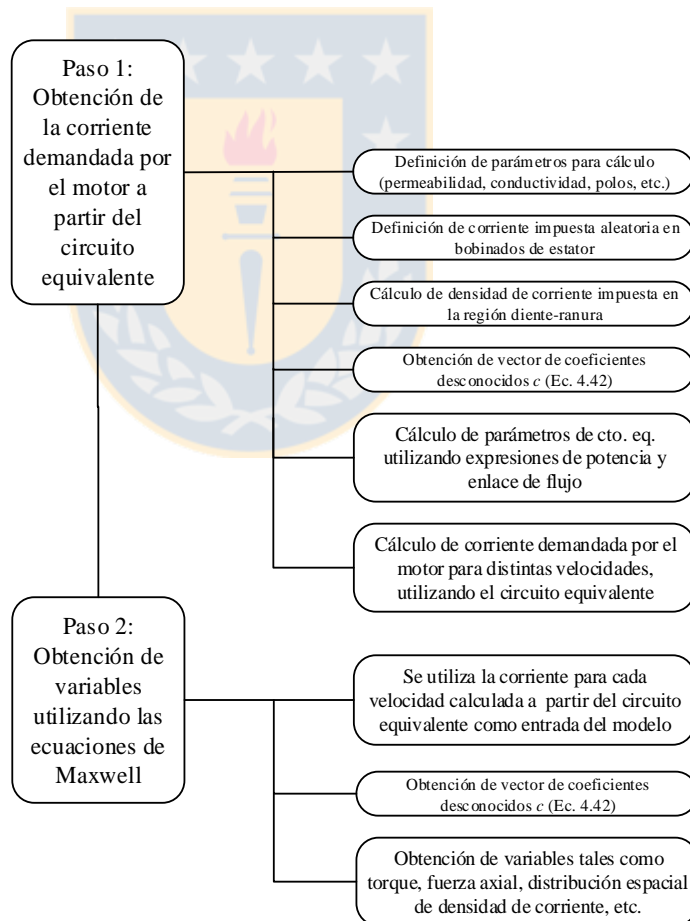 Paso 1:
Obtención de
la corriente
demandada por
el motor a
partir del
circuito
equivalente
Definición de parámetros para cálculo
(permeabilidad, conductividad, polos, etc.)
Definición de corriente impuesta aleatoria en
bobinados de estator
Cálculo de densidad de corriente impuesta en
la región diente-ranura
Obtención de vector de coeficientes
desconocidos c (Ec. 4.42)
Cálculo de parámetros de cto. eq.
utilizando expresiones de potencia y
enlace de flujo
Cálculo de corriente demandada por el
motor para distintas velocidades,
utilizando el circuito equivalente
Paso 2:
Obtención de
variables
utilizando las
ecuaciones de
Maxwell
Se utiliza la corriente para cada
velocidad calculada a partir del circuito
equivalente como entrada del modelo
Obtención de vector de coeficientes
desconocidos c (Ec. 4.42)
Obtención de variables tales como
torque, fuerza axial, distribución espacial
de densidad de corriente, etc.